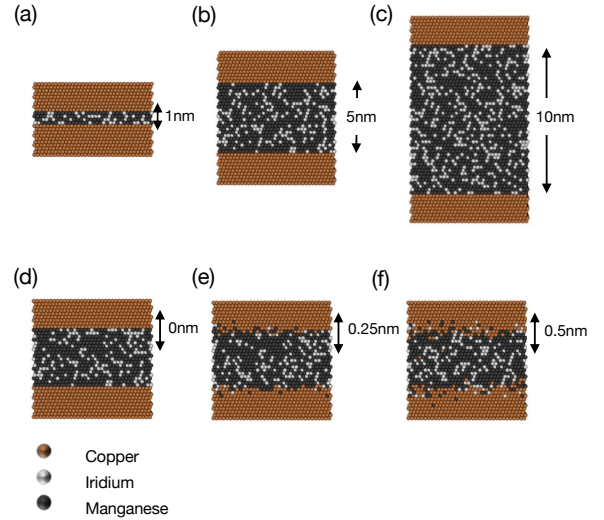 (a)
(b)
(c)
1nm
5nm
10nm
(d)
(e)
(f)
0nm
0.25nm
0.5nm
Copper
Iridium
Manganese